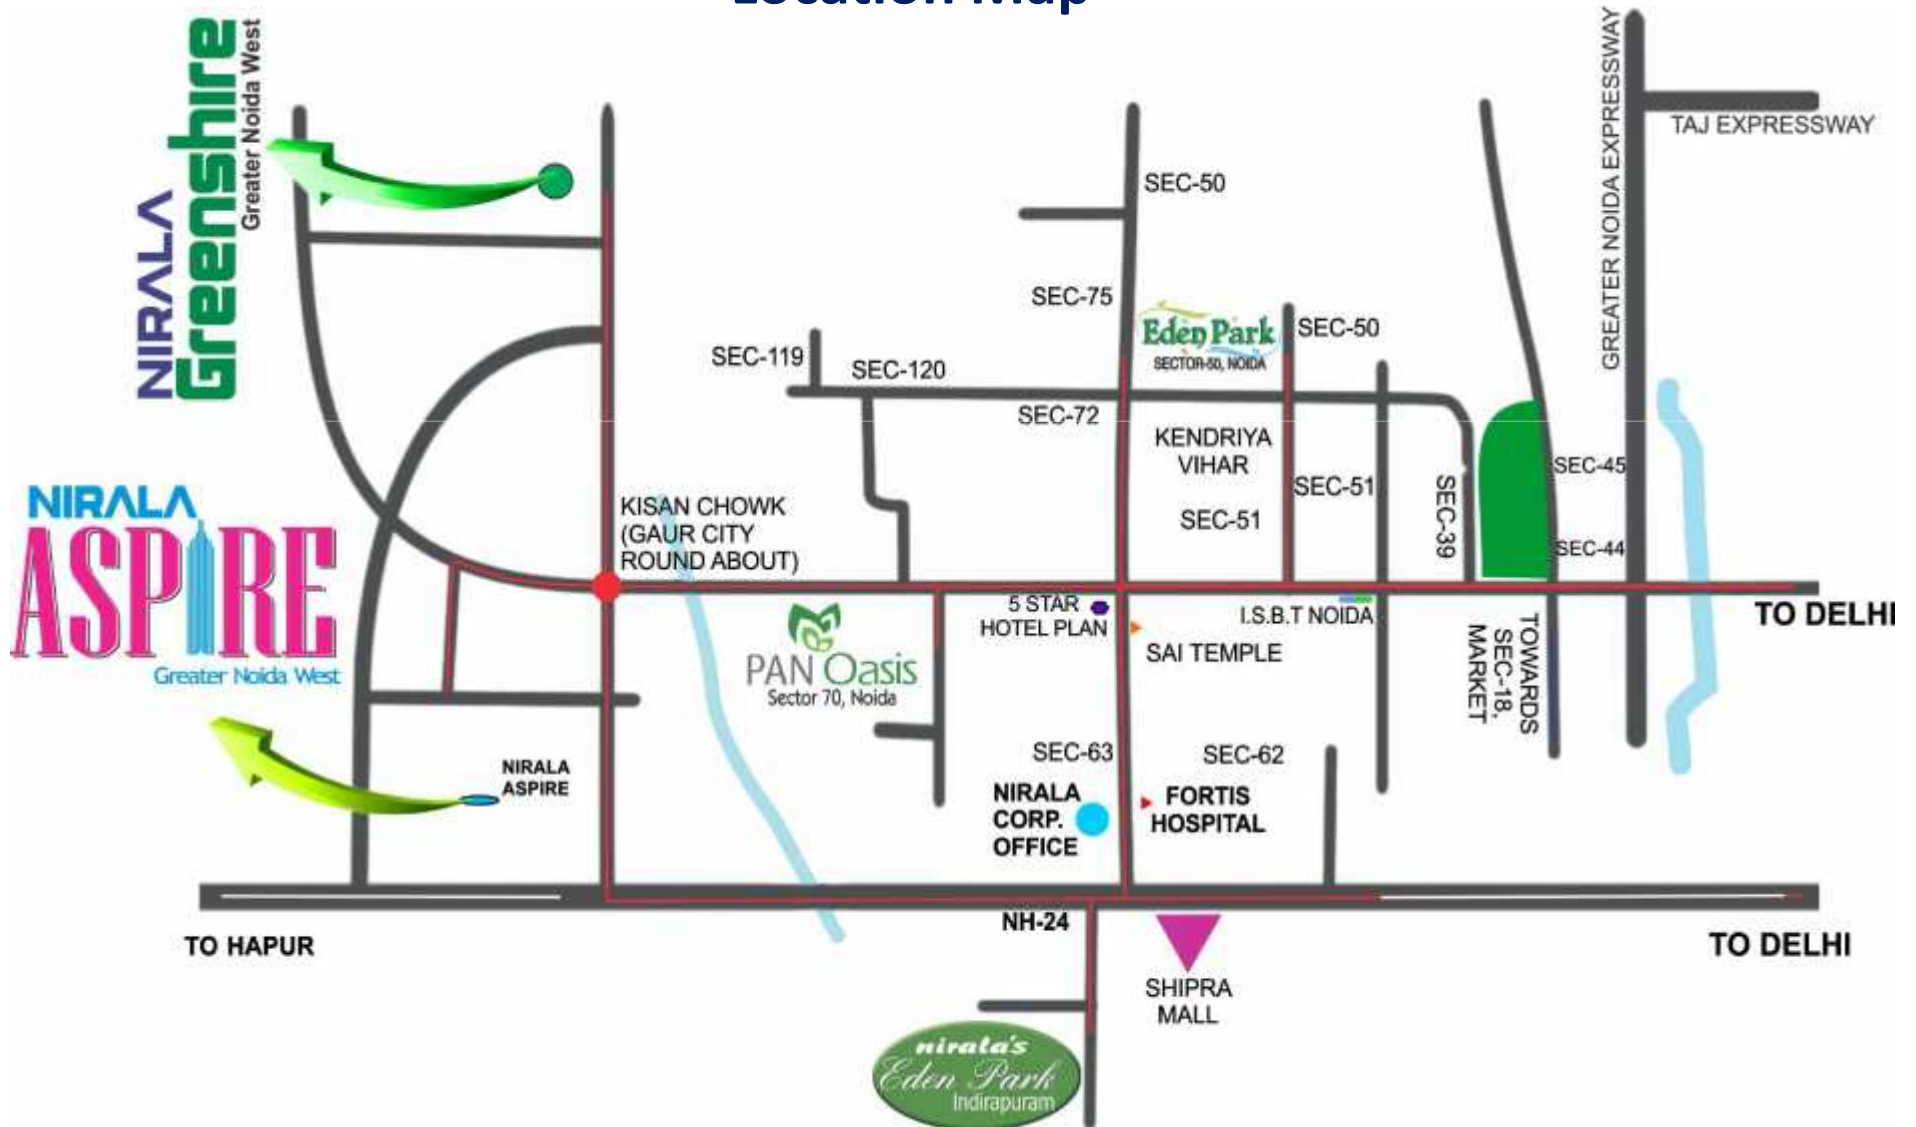 Location Map
NIRALA
Greenshire
Greater Noida West
GREATER NOIDA EXPRESSWAY
TAJ EXPRESSWAY
SEC-50
SEC-75
Eden Park
SECTOR-50, NOIDA
SEC-50
SEC-119
SEC-120
SEC-72
KENDRIYA
VIHAR
SEC-51
SEC-51
SEC-39
SEC-45
SEC-44
NIRALA
ASPIRE
Greater Noida West
KISAN CHOWK
(GAUR CITY
ROUND ABOUT)
5 STAR
HOTEL PLAN
I.S.B.T NOIDA
TO DELHI
SAI TEMPLE
TOWARDS
SEC-18,
MARKET
PAN Oasis
Sector 70, Noida
SEC-63
SEC-62
NIRALA
ASPIRE
NIRALA
CORP.
OFFICE
FORTIS
HOSPITAL
NH-24
TO HAPUR
TO DELHI
SHIPRA
MALL
nirala's
Eden Park
Indirapuram